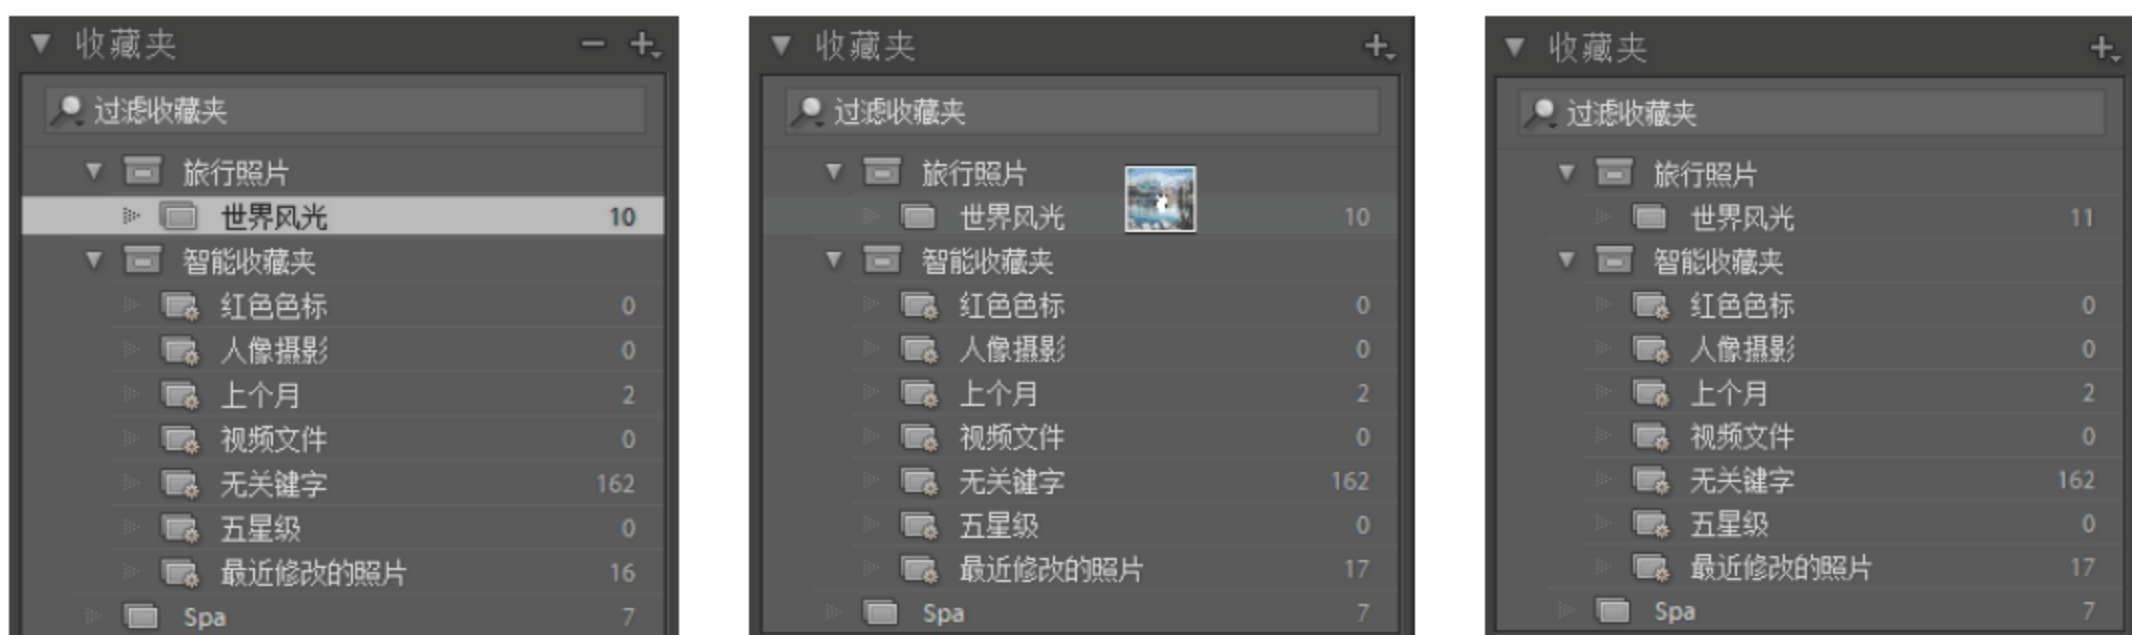 收藏夹
过滤收藏夹
旅行照片
世界风光 10
智能收藏夹
红色色标 0
人像摄影 0
上个月 2
视频文件 0
无关键字 162
五星级 0
最近修改的照片 16
Spa 7
收藏夹
过滤收藏夹
旅行照片
世界风光 10
智能收藏夹
红色色标 0
人像摄影 0
上个月 2
视频文件 0
无关键字 162
五星级 0
最近修改的照片 17
Spa 7
收藏夹
过滤收藏夹
旅行照片
世界风光 11
智能收藏夹
红色色标 0
人像摄影 0
上个月 2
视频文件 0
无关键字 162
五星级 0
最近修改的照片 17
Spa 7